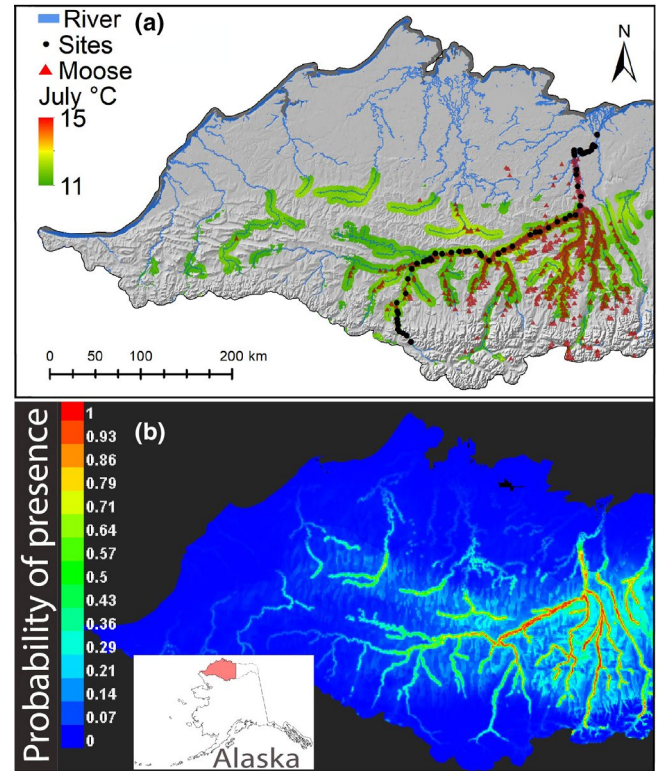 River
Sites
Moose
July °C
15
11
(a)
N
0 50 100 200 km
Probability of presence
1
0.93
0.86
0.79
0.71
0.64
0.57
0.5
0.43
0.36
0.29
0.21
0.14
0.07
0
(b)
Alaska